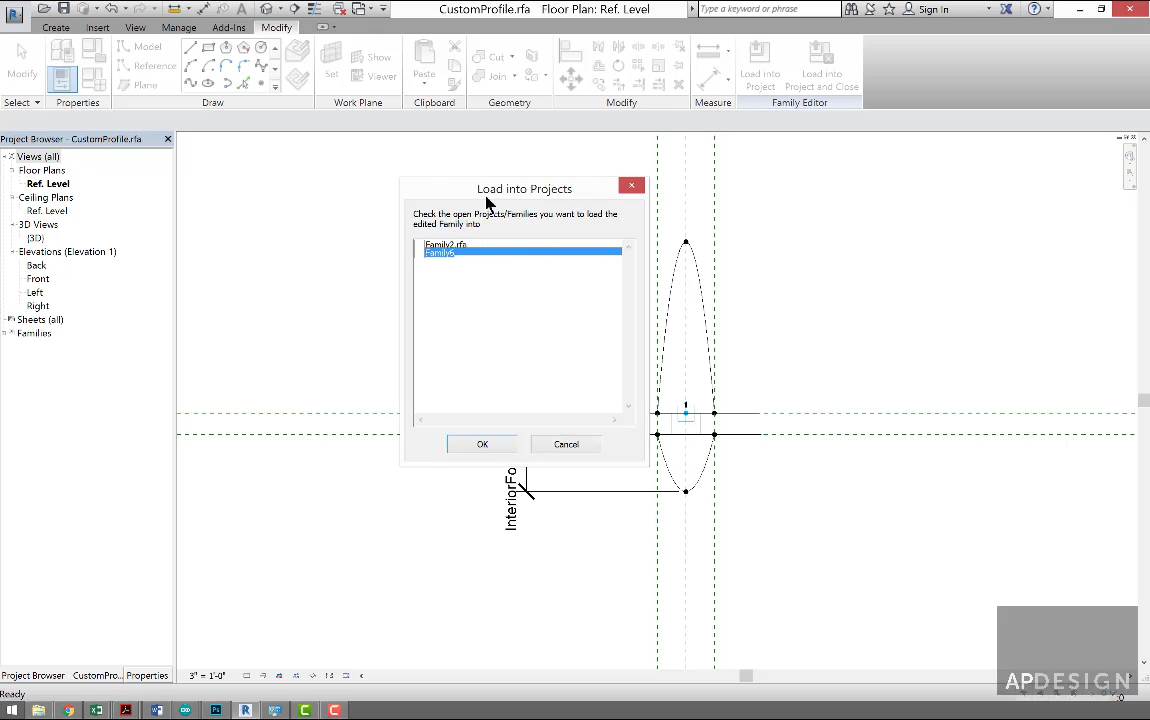 CustomProfile.rfa    Floor Plan: Ref. Level
Type a keyword or phrase
Sign In
Create Insert View Manage Add-Ins Modify
Modify
Model
Reference
Plane
Set
Show
Viewer
Paste
Cut
Join
Load into
Project
Load into
Project and Close
Select
Properties
Draw
Work Plane
Clipboard
Geometry
Modify
Measure
Family Editor
Project Browser - CustomProfile.rfa
Views (all)
Floor Plans
Ref. Level
Ceiling Plans
Ref. Level
3D Views
{3D}
Elevations (Elevation 1)
Back
Front
Left
Right
Sheets (all)
Families
Load into Projects
Check the open Projects/Families you want to load the
edited Family into
Family2.rfa
Family6
OK
Cancel
1
InteriorFo
Project Browser CustomPro... Properties
3" = 1'-0"
Ready
:0
APDESIGN